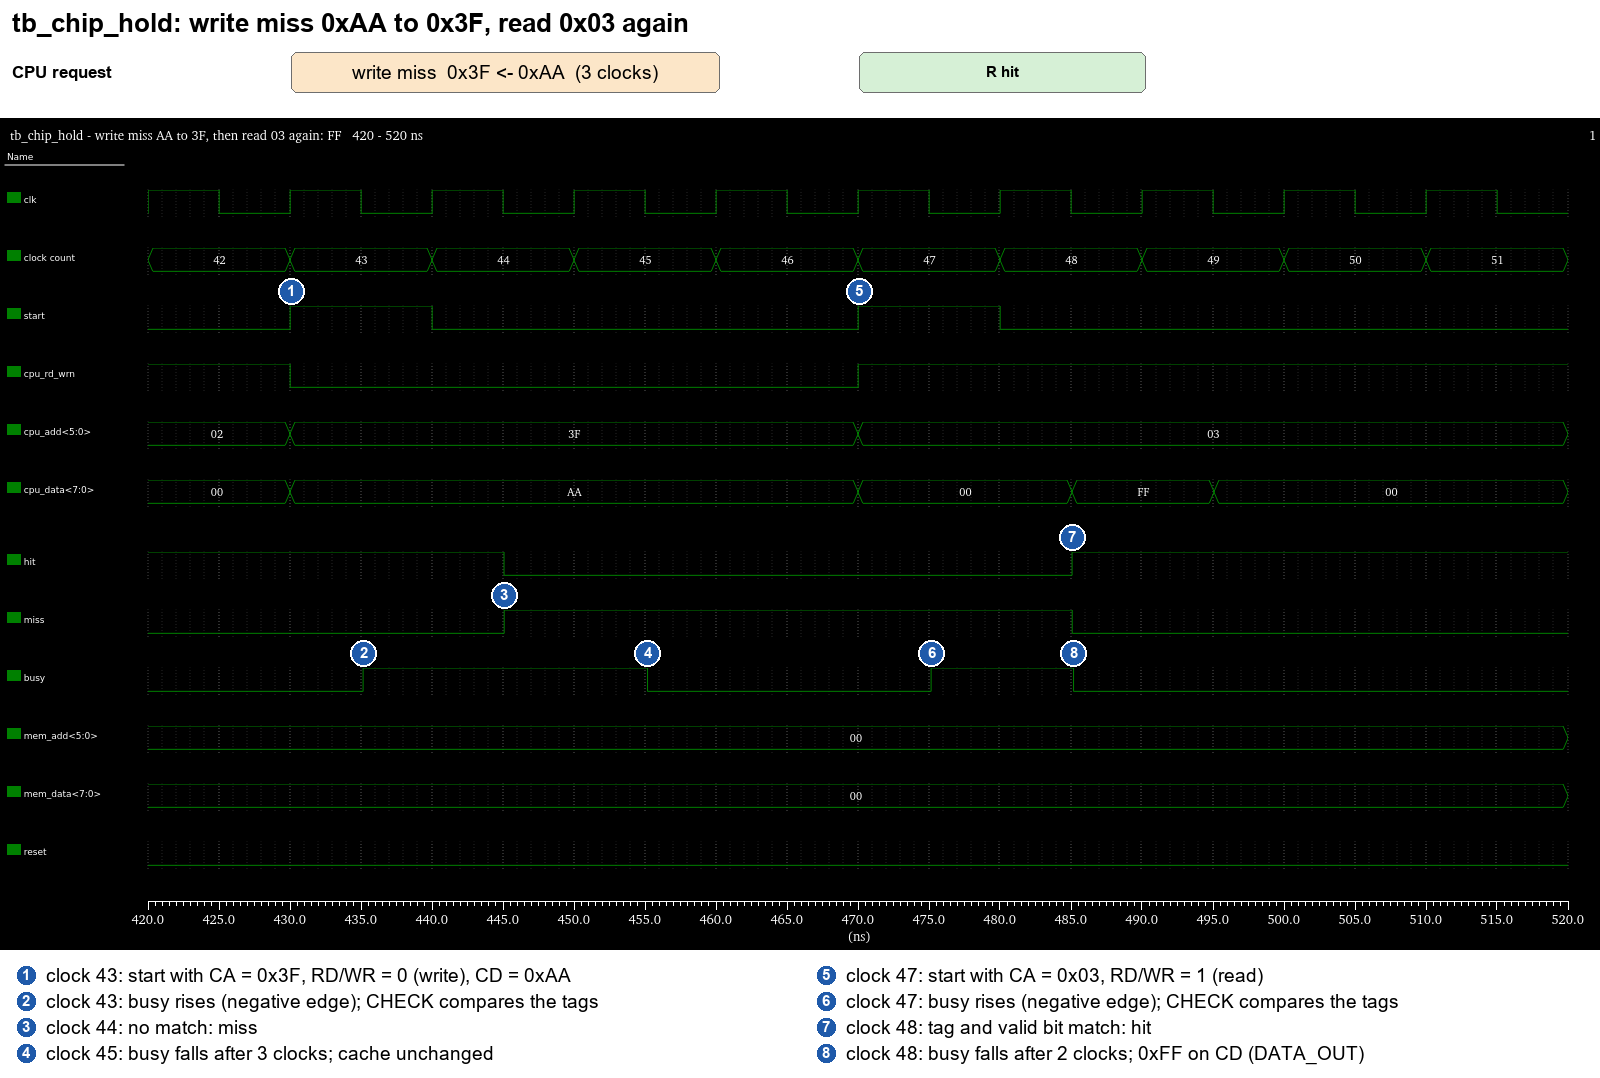 tb_chip_hold: write miss 0xAA to 0x3F, read 0x03 again
CPU request
write miss 0x3F <- 0xAA (3 clocks)
R hit
tb_chip_hold - write miss AA to 3F, then read 03 again: FF 420 - 520 ns
1
Name
clk
clock count
42 43 44 45 46 47 48 49 50 51
1 5
start
cpu_rd_wrn
cpu_add<5:0>
02 3F 03
cpu_data<7:0>
00 AA 00 FF 00
7
hit
3
miss
2 4 6 8
busy
mem_add<5:0>
00
mem_data<7:0>
00
reset
420.0 425.0 430.0 435.0 440.0 445.0 450.0 455.0 460.0 465.0 470.0 475.0 480.0 485.0 490.0 495.0 500.0 505.0 510.0 515.0 520.0
(ns)
1 clock 43: start with CA = 0x3F, RD/WR = 0 (write), CD = 0xAA
2 clock 43: busy rises (negative edge); CHECK compares the tags
3 clock 44: no match: miss
4 clock 45: busy falls after 3 clocks; cache unchanged
5 clock 47: start with CA = 0x03, RD/WR = 1 (read)
6 clock 47: busy rises (negative edge); CHECK compares the tags
7 clock 48: tag and valid bit match: hit
8 clock 48: busy falls after 2 clocks; 0xFF on CD (DATA_OUT)